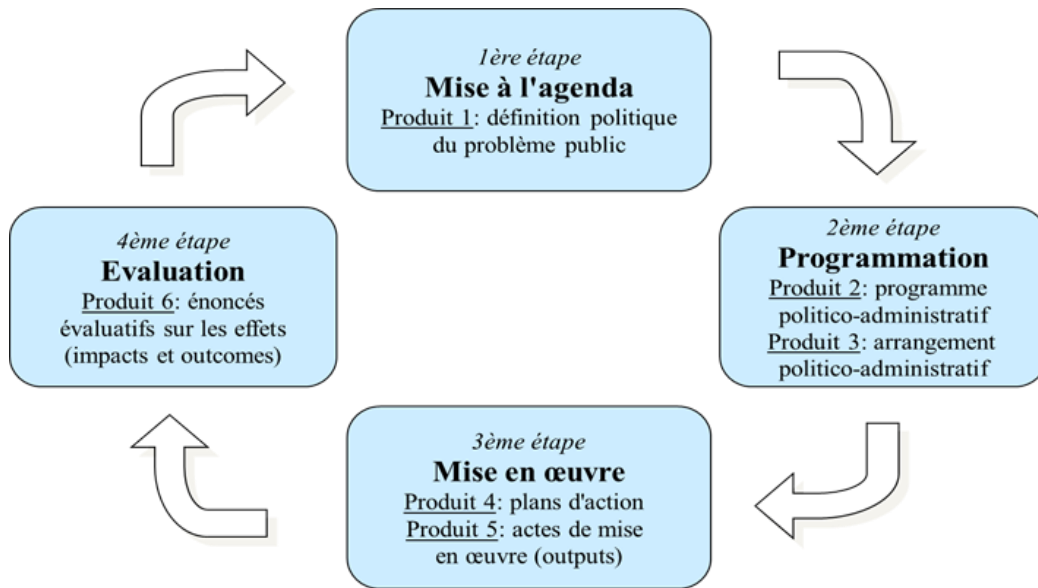 1ère étape
Mise à l'agenda
Produit 1: définition politique
du problème public
2ème étape
Programmation
Produit 2: programme
politico-administratif
Produit 3: arrangement
politico-administratif
3ème étape
Mise en œuvre
Produit 4: plans d'action
Produit 5: actes de mise
en œuvre (outputs)
4ème étape
Evaluation
Produit 6: énoncés
évaluatifs sur les effets
(impacts et outcomes)